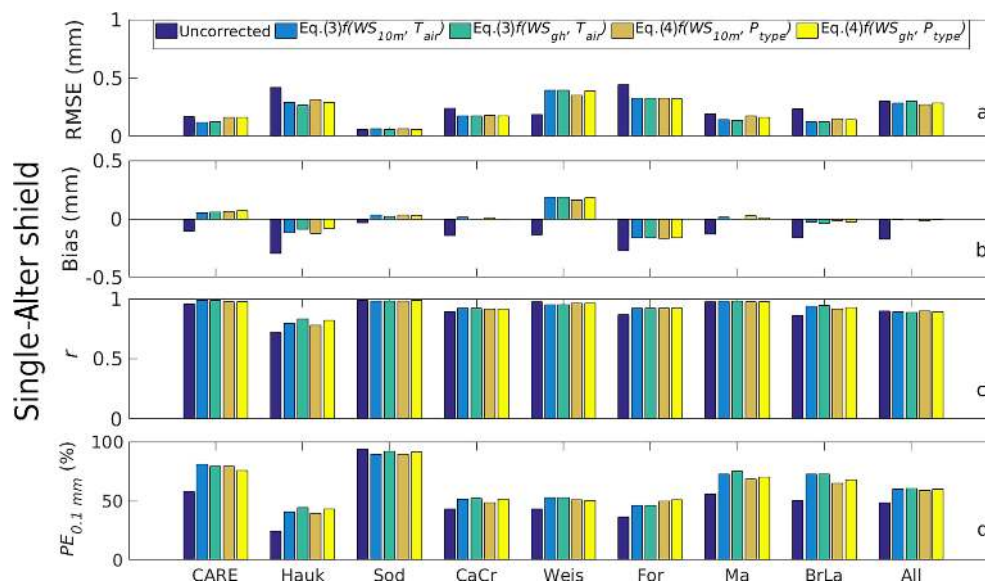 Single-Alter shield
Uncorrected Eq.(3)f(WS10m, Tair) Eq.(3)f(WSgh, Tair) Eq.(4)f(WS10m, Ptype) Eq.(4)f(WSgh, Ptype)
RMSE (mm)
1
0.5
0
a
Bias (mm)
0.5
0
-0.5
b
r
1
0.5
0
c
PE0.1 mm (%)
100
50
0
d
CARE Hauk Sod CaCr Weis For Ma BrLa All